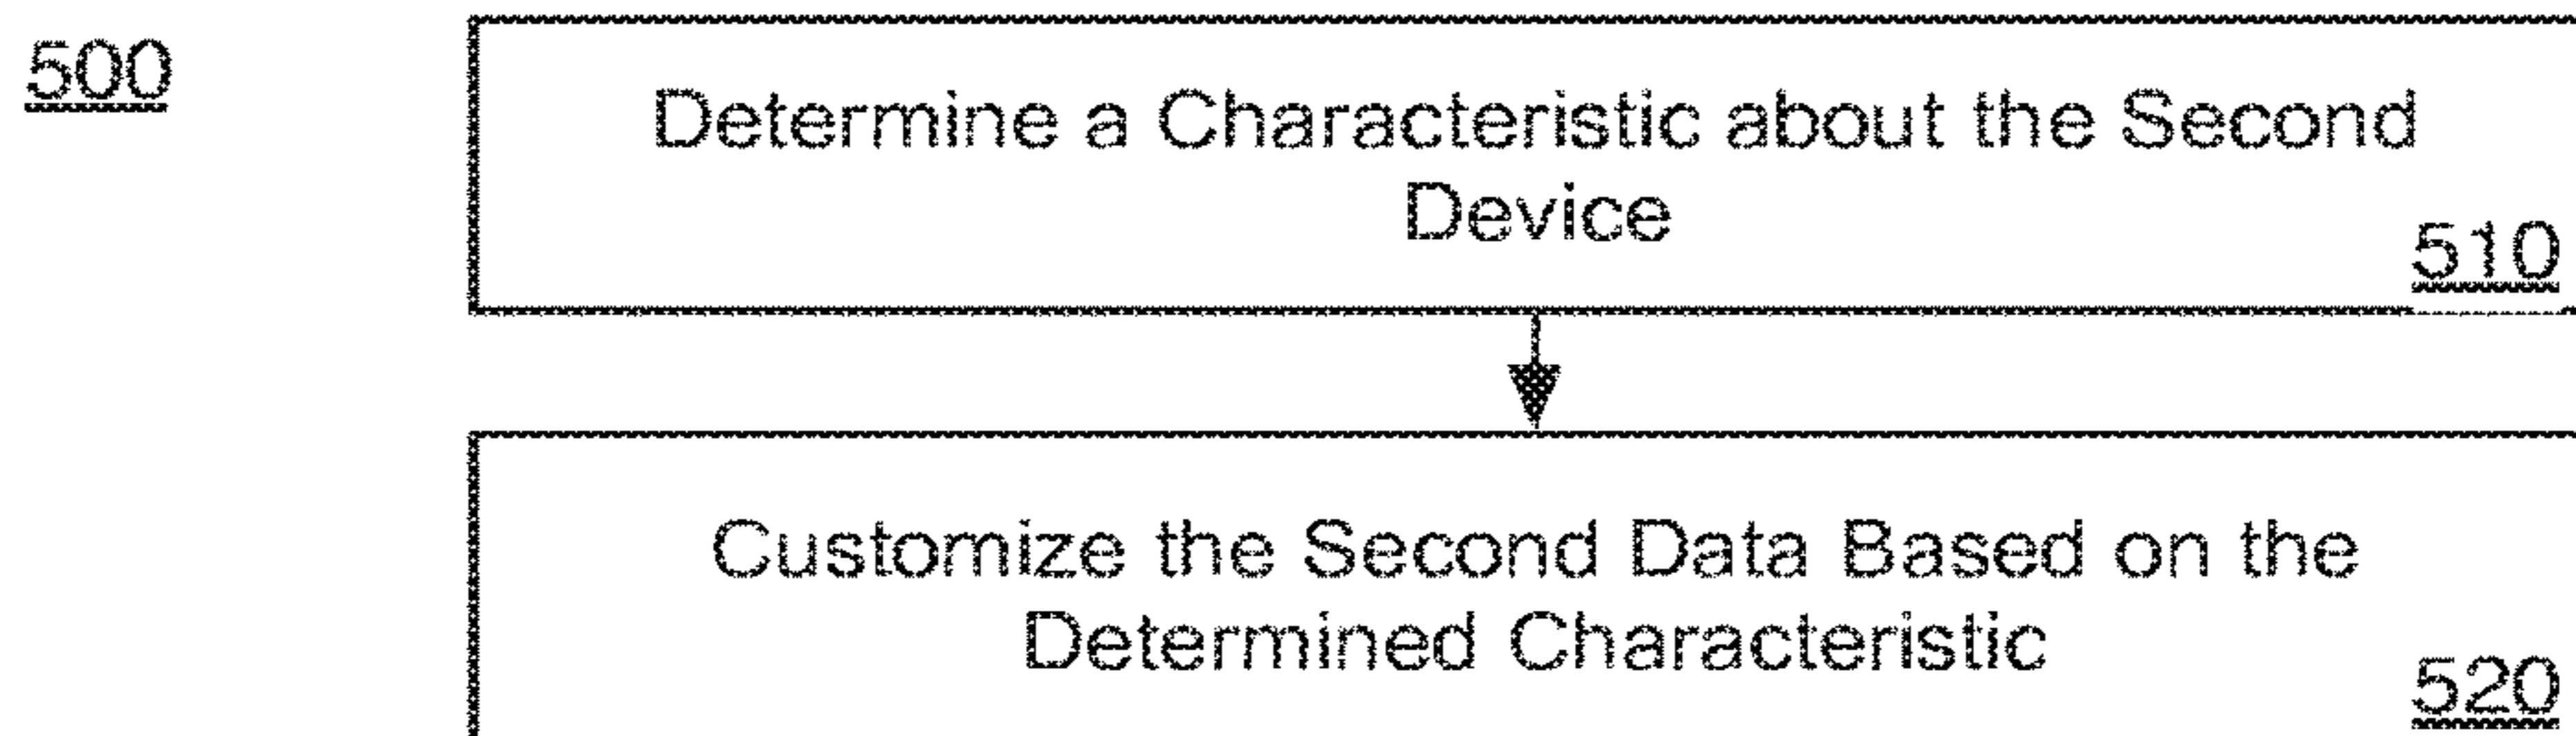 500
Determine a Characteristic about the Second
Device
510
Customize the Second Data Based on the
Determined Characteristic
520